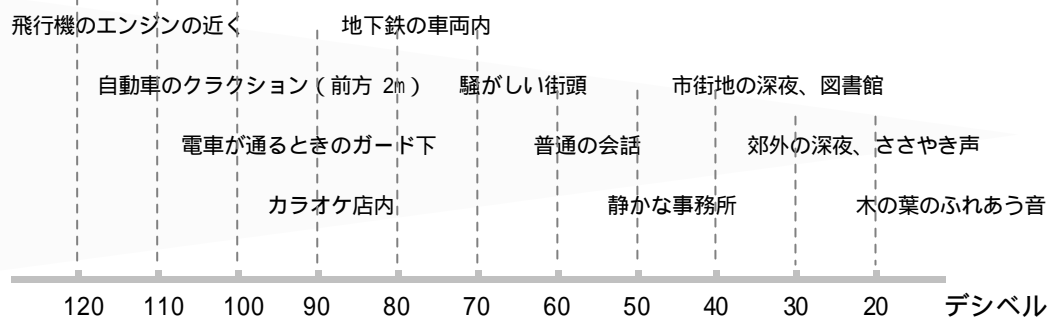 飛行機のエンジンの近く 地下鉄の車両内
自動車のクラクション(前方 2m) 騒がしい街頭 市街地の深夜、図書館
電車が通るときのガード下 普通の会話 郊外の深夜、ささやき声
カラオケ店内 静かな事務所 木の葉のふれあう音
120 110 100 90 80 70 60 50 40 30 20 デシベル